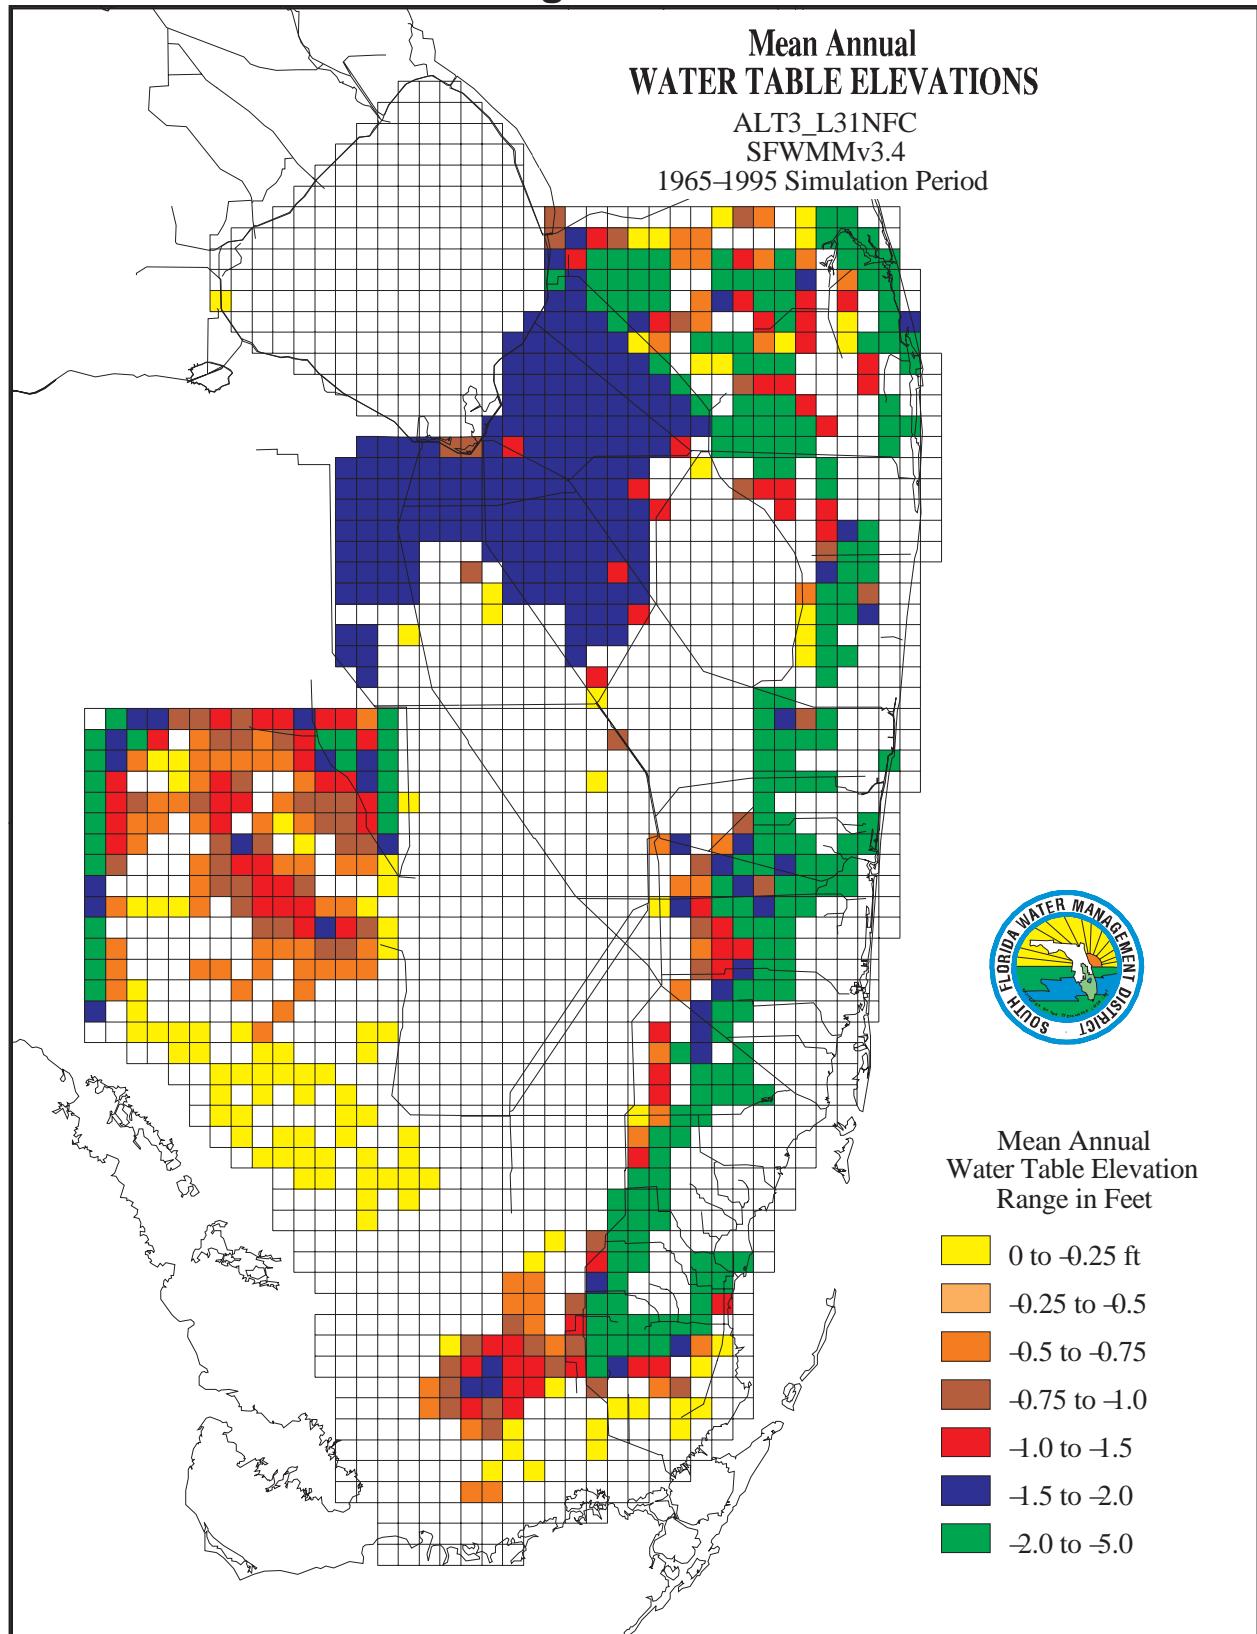 g
Mean Annual
WATER TABLE ELEVATIONS
ALT3_L31NFC
SFWMMv3.4
1965–1995 Simulation Period
SOUTH FLORIDA WATER MANAGEMENT DISTRICT
Mean Annual
Water Table Elevation
Range in Feet
0 to –0.25 ft
–0.25 to –0.5
–0.5 to –0.75
–0.75 to –1.0
–1.0 to –1.5
–1.5 to –2.0
–2.0 to –5.0